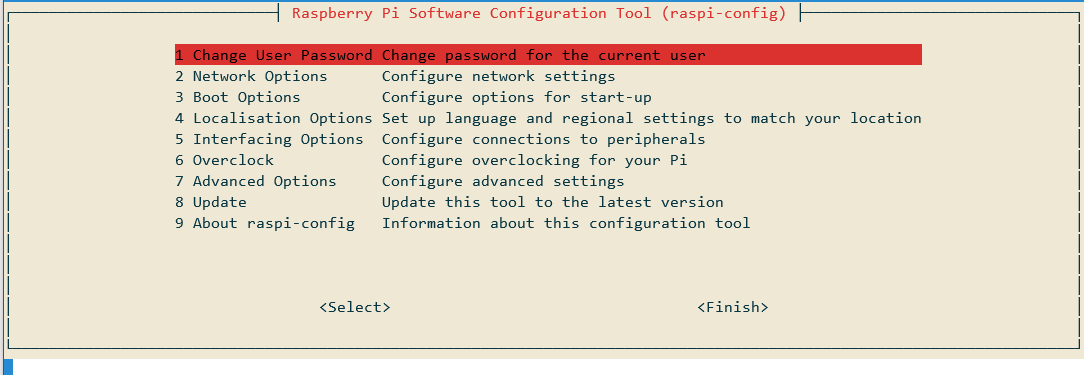 Raspberry Pi Software Configuration Tool (raspi-config)
1 Change User Password Change password for the current user
2 Network Options Configure network settings
3 Boot Options Configure options for start-up
4 Localisation Options Set up language and regional settings to match your location
5 Interfacing Options Configure connections to peripherals
6 Overclock Configure overclocking for your Pi
7 Advanced Options Configure advanced settings
8 Update Update this tool to the latest version
9 About raspi-config Information about this configuration tool
<Select> <Finish>